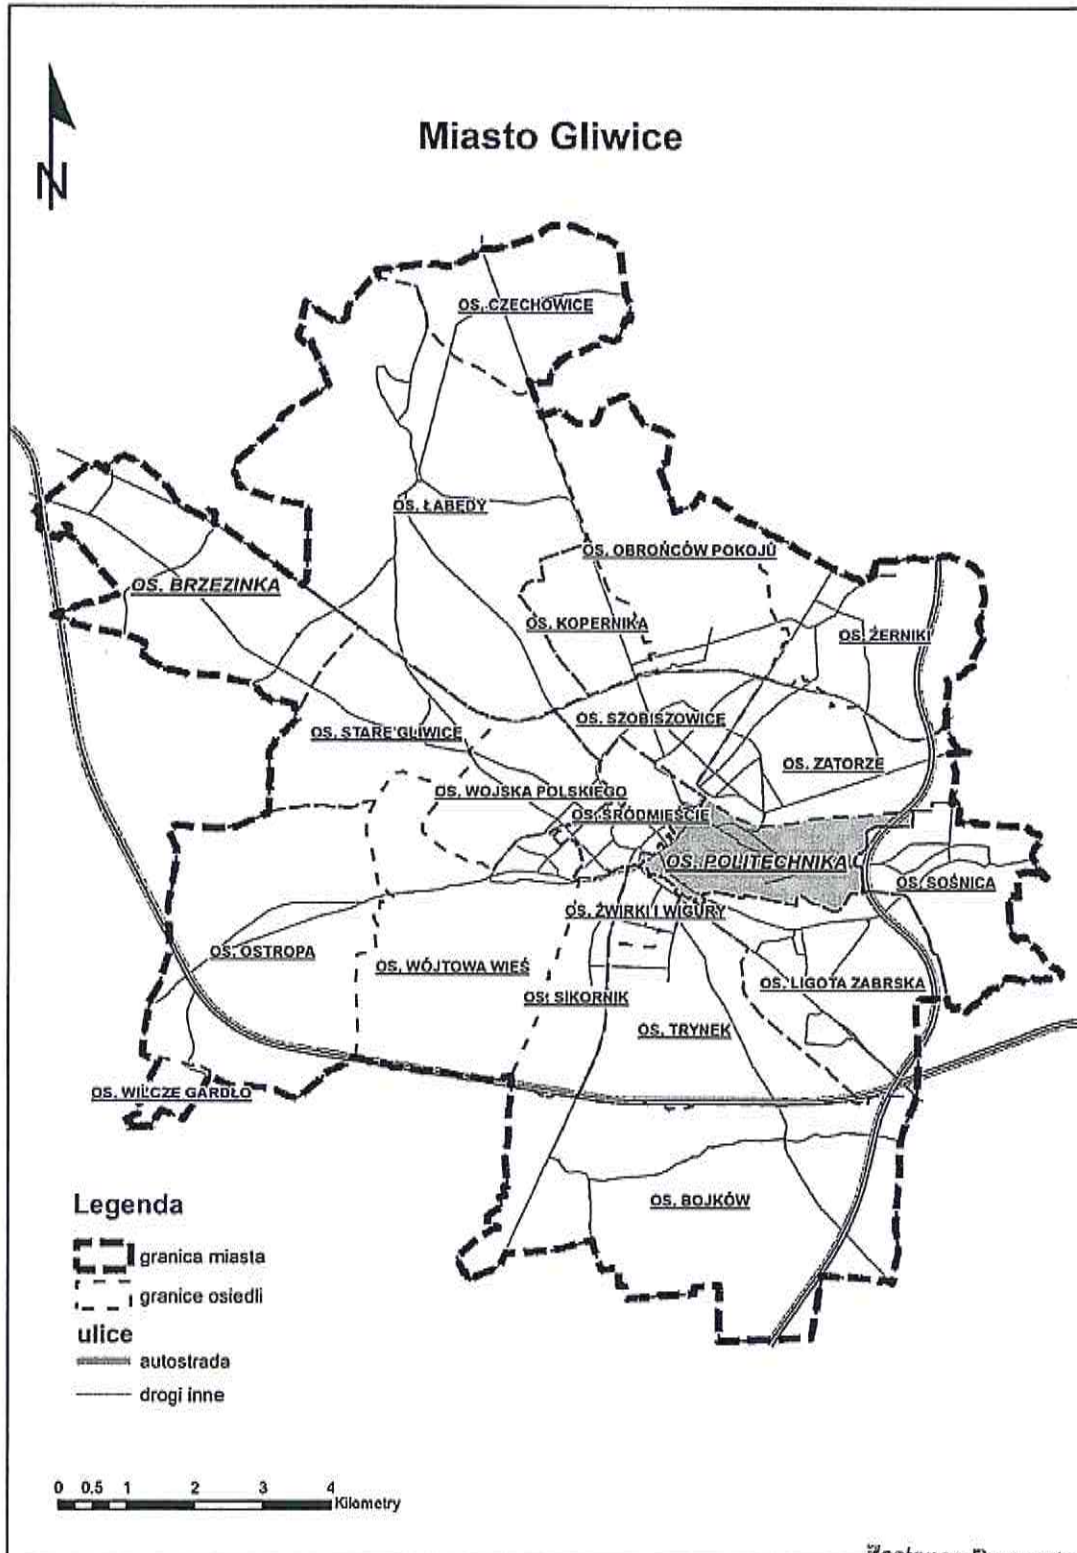 Miasto Gliwice
N
OS. CZECHOWICE
OS. ŁABĘDY
OS. OBROŃCÓW POKOJU
OS. BRZEZINKA
OS. KOPERNIKA
OS. ŻERNIKI
OS. SZOBISZOWICE
OS. STARE GLIWICE
OS. ZATORZE
OS. WOJSKA POLSKIEGO
OS. ŚRÓDMIEŚCIE
OS. POLITECHNIKA
OS. SOŚNICA
OS. ŻWIRKI I WIGURY
OS. OSTROPA
OS. WÓJTOWA WIEŚ
OS. LIGOTA ZABRSKA
OS. SIKORNIK
OS. TRYNEK
OS. WILCZE GARDŁO
OS. BOJKÓW
Legenda
granica miasta
granice osiedli
ulice
autostrada
drogi inne
0 0.5 1 2 3 4
Kilometry